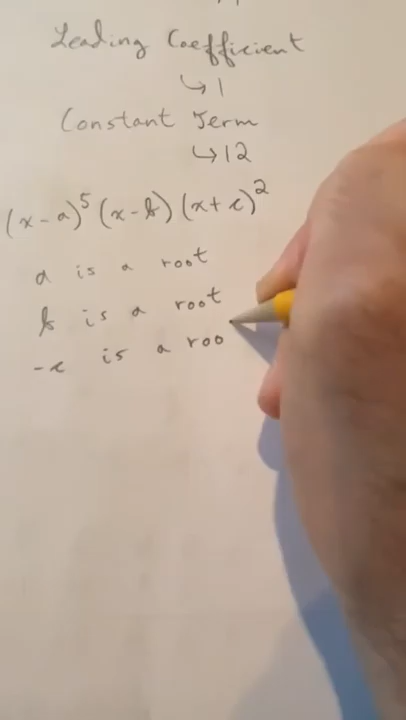 Leading Coefficient
↳1
Constant Term
↳12
(x-a)⁵(x-b)(x+c)²
a is a root
b is a root
-c is a roo